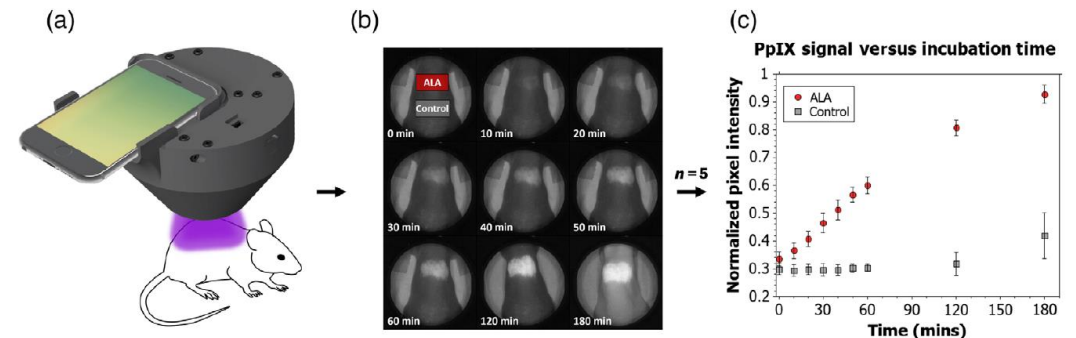 (a)
(b)
(c)
ALA
Control
0 min
10 min
20 min
30 min
40 min
50 min
60 min
120 min
180 min
n = 5
PpIX signal versus incubation time
Normalized pixel intensity
1
0.9
0.8
0.7
0.6
0.5
0.4
0.3
0.2
ALA
Control
0
30
60
90
120
150
180
Time (mins)